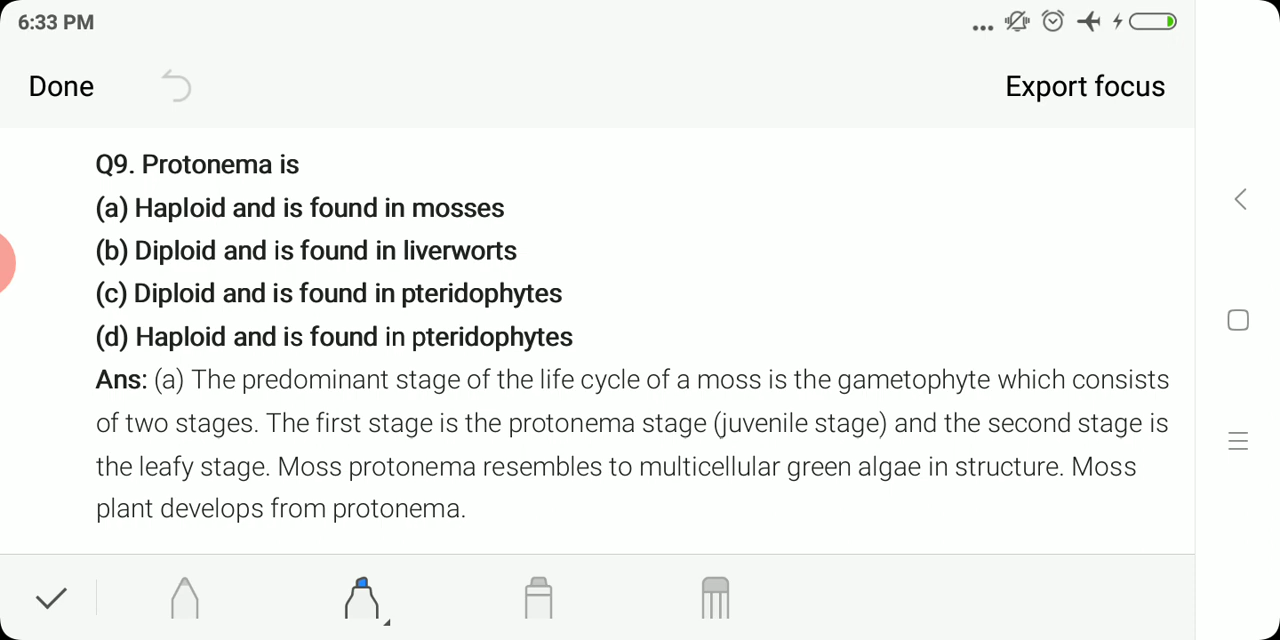 6:33 PM
Done
Export focus
Q9. Protonema is
(a) Haploid and is found in mosses
(b) Diploid and is found in liverworts
(c) Diploid and is found in pteridophytes
(d) Haploid and is found in pteridophytes
Ans: (a) The predominant stage of the life cycle of a moss is the gametophyte which consists
of two stages. The first stage is the protonema stage (juvenile stage) and the second stage is
the leafy stage. Moss protonema resembles to multicellular green algae in structure. Moss
plant develops from protonema.